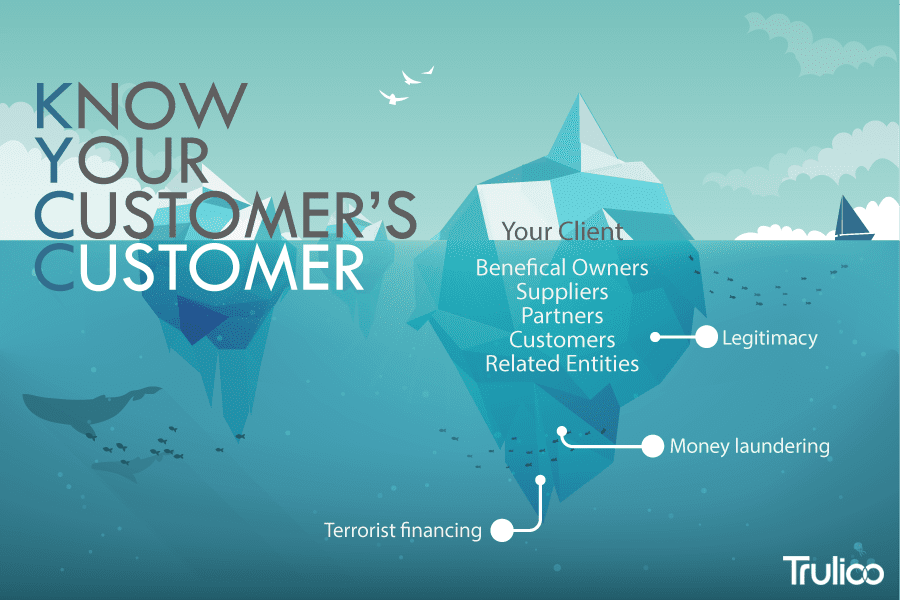 KNOW
YOUR
CUSTOMER'S
CUSTOMER
Your Client
Benefical Owners
Suppliers
Partners
Customers
Related Entities
Legitimacy
Money laundering
Terrorist financing
Trulioo